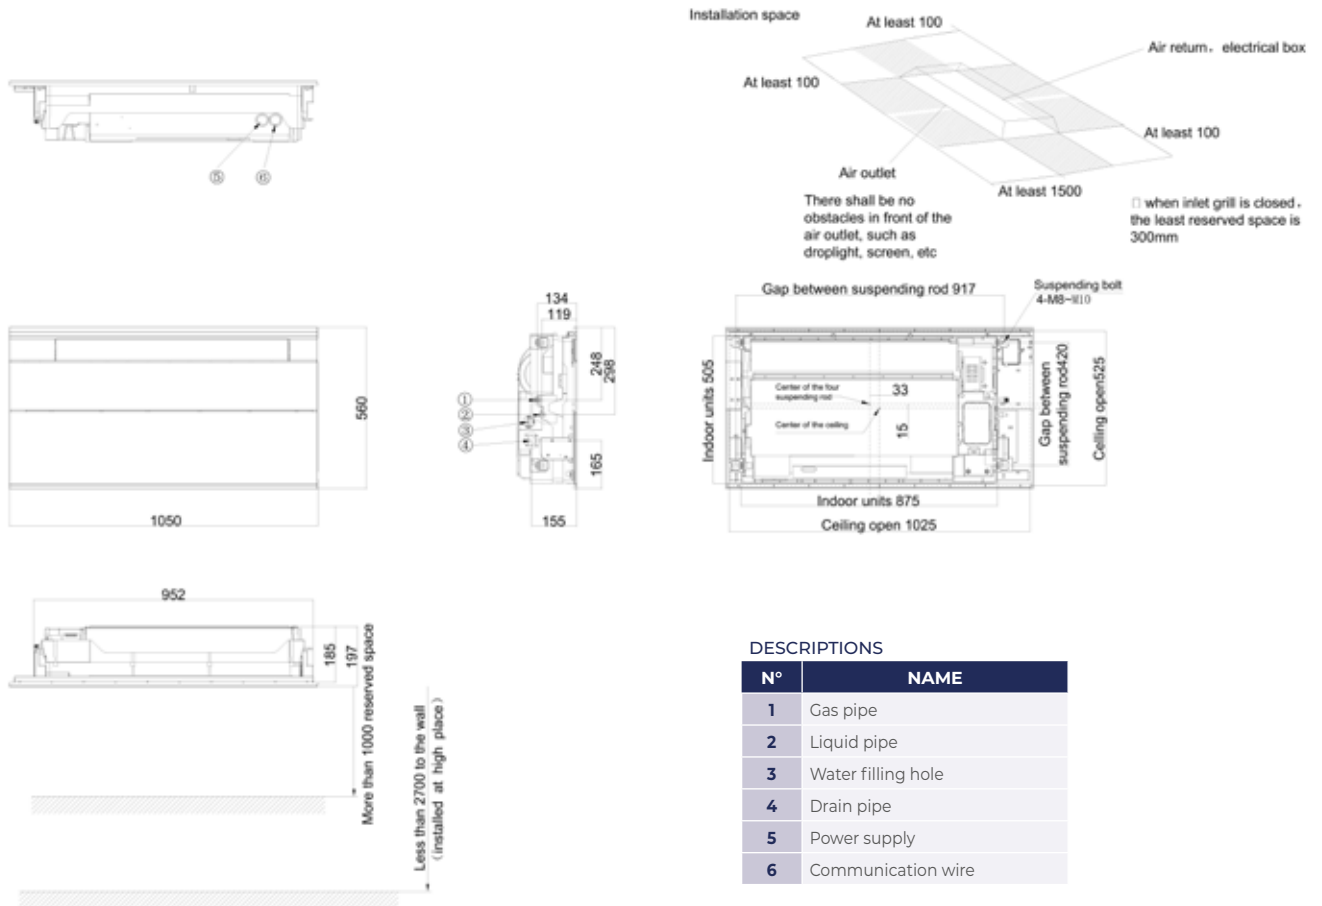 Installation space
At least 100
Air return, electrical box
At least 100
At least 100
Air outlet
At least 1500
There shall be no
obstacles in front of the
air outlet, such as
droplight, screen, etc
□ when inlet grill is closed,
the least reserved space is
300mm
⑤ ⑥
1050
560
134
119
248
298
①
②
③
④
165
155
Gap between suspending rod 917
Suspending bolt
4-M8~M10
Indoor units 505
Center of the four
suspending rod
33
Center of the ceiling
15
Gap between
suspending rod420
Ceiling open525
Indoor units 875
Ceiling open 1025
952
185
197
More than 1000 reserved space
Less than 2700 to the wall
(installed at high place)
DESCRIPTIONS
N° NAME
1 Gas pipe
2 Liquid pipe
3 Water filling hole
4 Drain pipe
5 Power supply
6 Communication wire